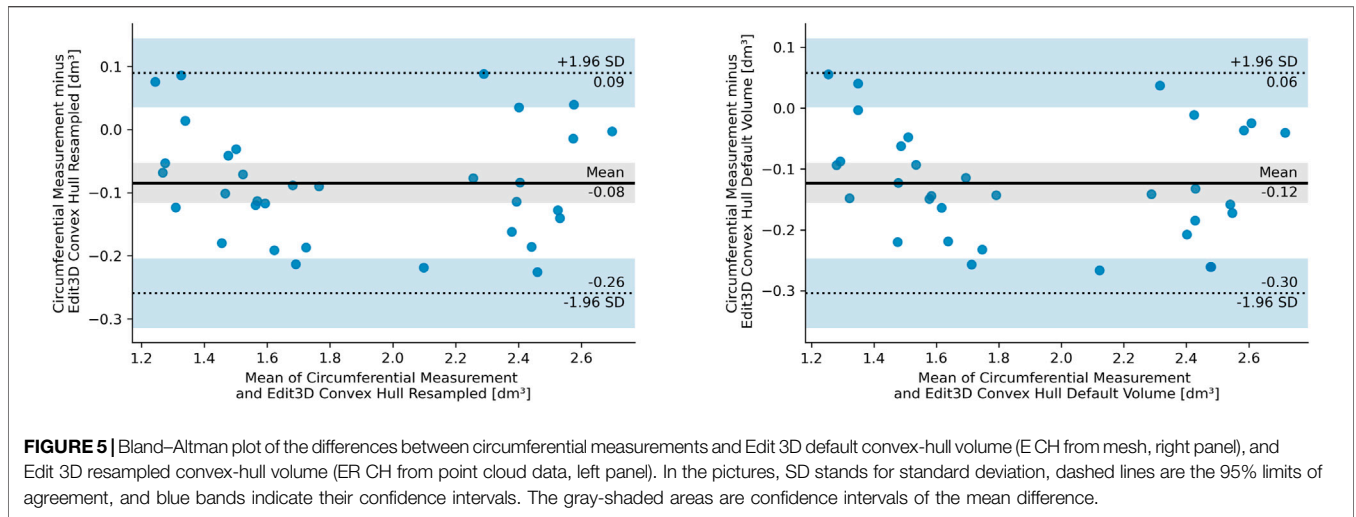 Circumferential Measurement minus
Edit3D Convex Hull Resampled [dm³]
0.1
0.0
−0.1
−0.2
−0.3
+1.96 SD
0.09
Mean
-0.08
-0.26
-1.96 SD
1.2 1.4 1.6 1.8 2.0 2.2 2.4 2.6
Mean of Circumferential Measurement
and Edit3D Convex Hull Resampled [dm³]
Circumferential Measurement minus
Edit3D Convex Hull Default Volume [dm³]
0.1
0.0
−0.1
−0.2
−0.3
+1.96 SD
0.06
Mean
-0.12
-0.30
-1.96 SD
1.2 1.4 1.6 1.8 2.0 2.2 2.4 2.6
Mean of Circumferential Measurement
and Edit3D Convex Hull Default Volume [dm³]
FIGURE 5 | Bland–Altman plot of the differences between circumferential measurements and Edit 3D default convex-hull volume (E CH from mesh, right panel), and
Edit 3D resampled convex-hull volume (ER CH from point cloud data, left panel). In the pictures, SD stands for standard deviation, dashed lines are the 95% limits of
agreement, and blue bands indicate their confidence intervals. The gray-shaded areas are confidence intervals of the mean difference.